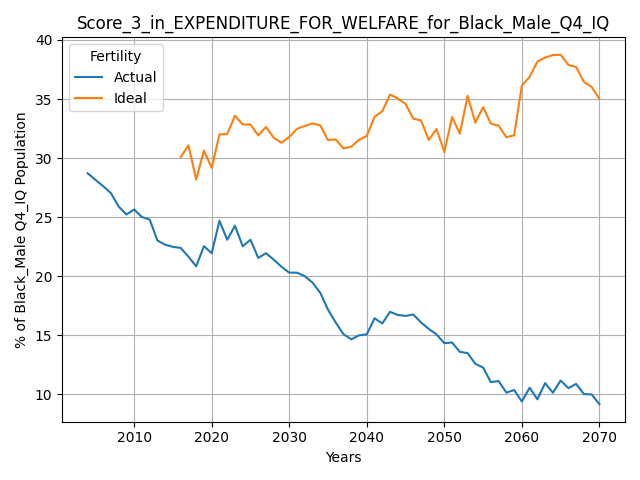 Score_3_in_EXPENDITURE_FOR_WELFARE_for_Black_Male_Q4_IQ
Fertility
Actual
Ideal
% of Black_Male Q4_IQ Population
40
35
30
25
20
15
10
2010
2020
2030
2040
2050
2060
2070
Years